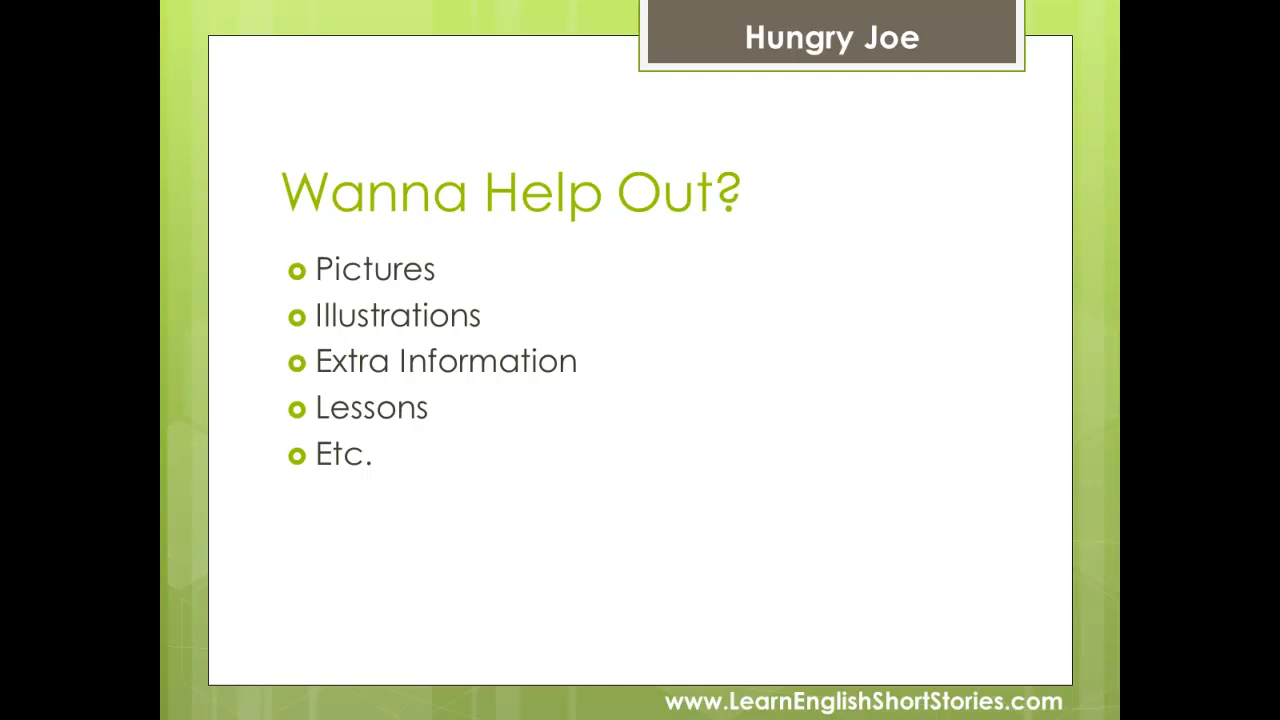 Hungry Joe
Wanna Help Out?
Pictures
Illustrations
Extra Information
Lessons
Etc.
www.LearnEnglishShortStories.com